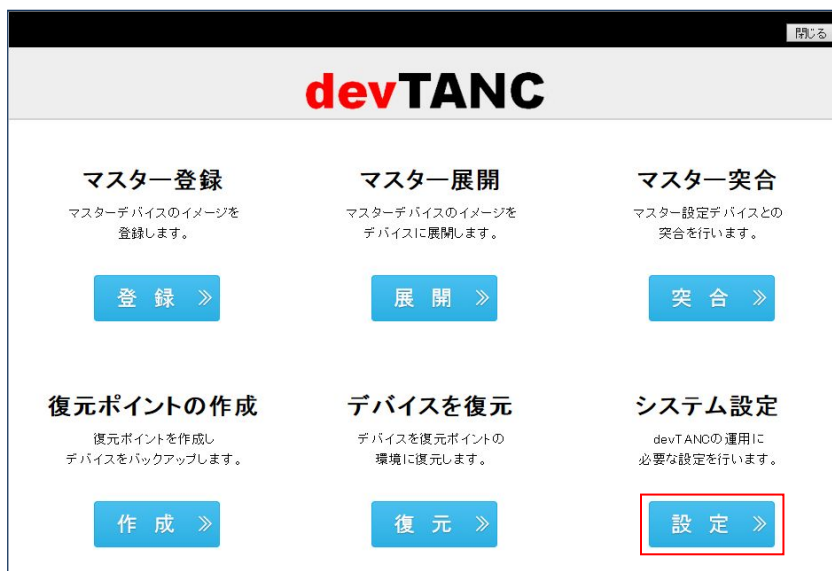 閉じる
devTANC
マスター登録
マスターデバイスのイメージを
登録します。
登 録 »
マスター展開
マスターデバイスのイメージを
デバイスに展開します。
展 開 »
マスター突合
マスター設定デバイスとの
突合を行います。
突 合 »
復元ポイントの作成
復元ポイントを作成し
デバイスをバックアップします。
作 成 »
デバイスを復元
デバイスを復元ポイントの
環境に復元します。
復 元 »
システム設定
devTANCの運用に
必要な設定を行います。
設 定 »